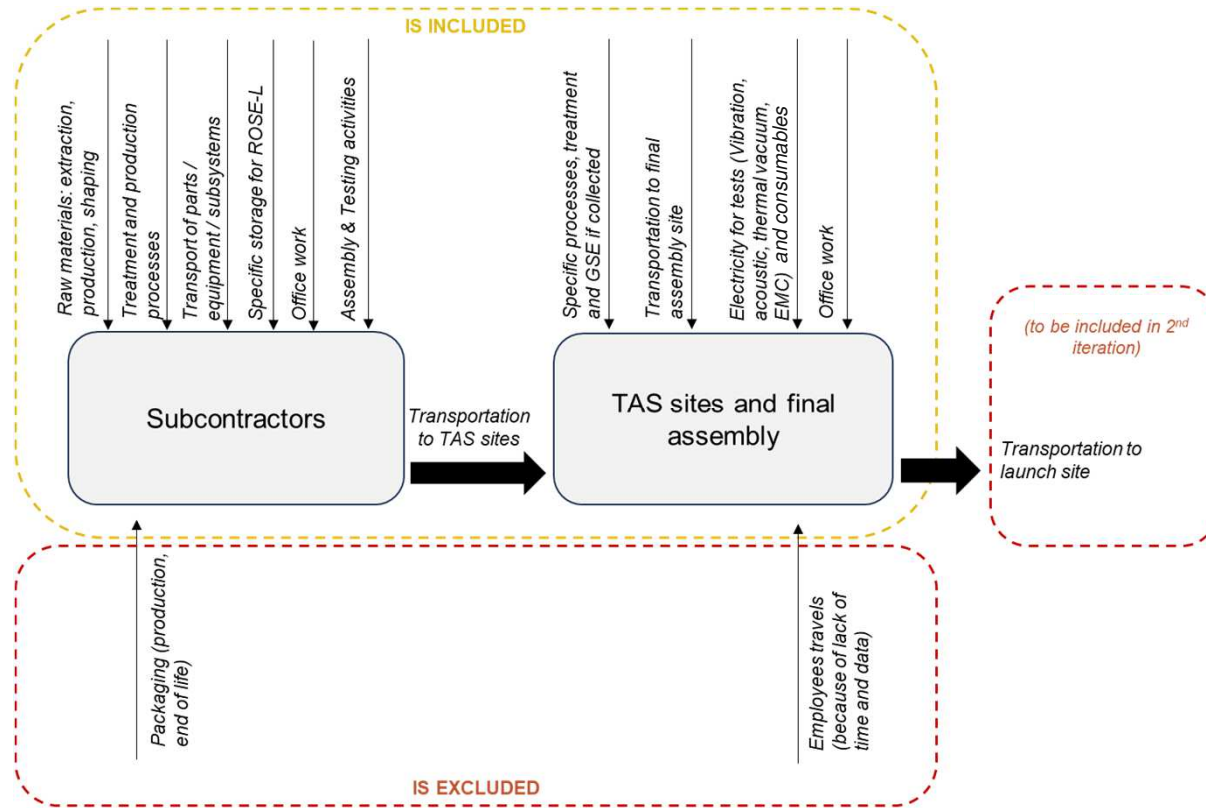 IS INCLUDED
Raw materials: extraction,
production, shaping
Treatment and production
processes
Transport of parts /
equipment / subsystems
Specific storage for ROSE-L
Office work
Assembly & Testing activities
Specific processes, treatment
and GSE if collected
Transportation to final
assembly site
Electricity for tests (Vibration,
acoustic, thermal vacuum,
EMC) and consumables
Office work
Subcontractors
Transportation
to TAS sites
TAS sites and final
assembly
(to be included in 2nd
iteration)
Transportation to
launch site
Packaging (production,
end of life)
Employees travels
(because of lack of
time and data)
IS EXCLUDED